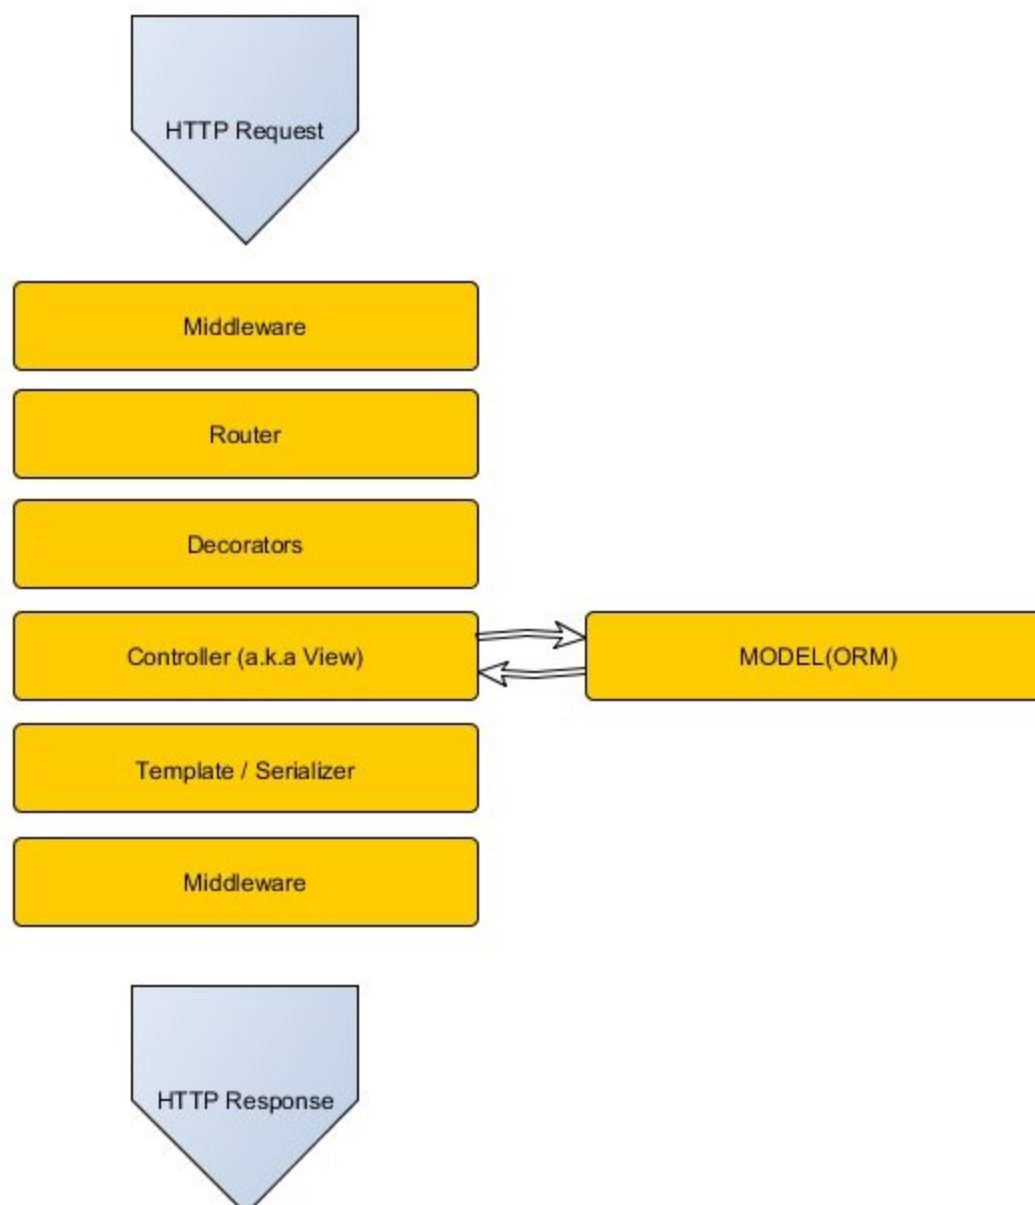 HTTP Request
Middleware
Router
Decorators
Controller (a.k.a View)
MODEL(ORM)
Template / Serializer
Middleware
HTTP Response